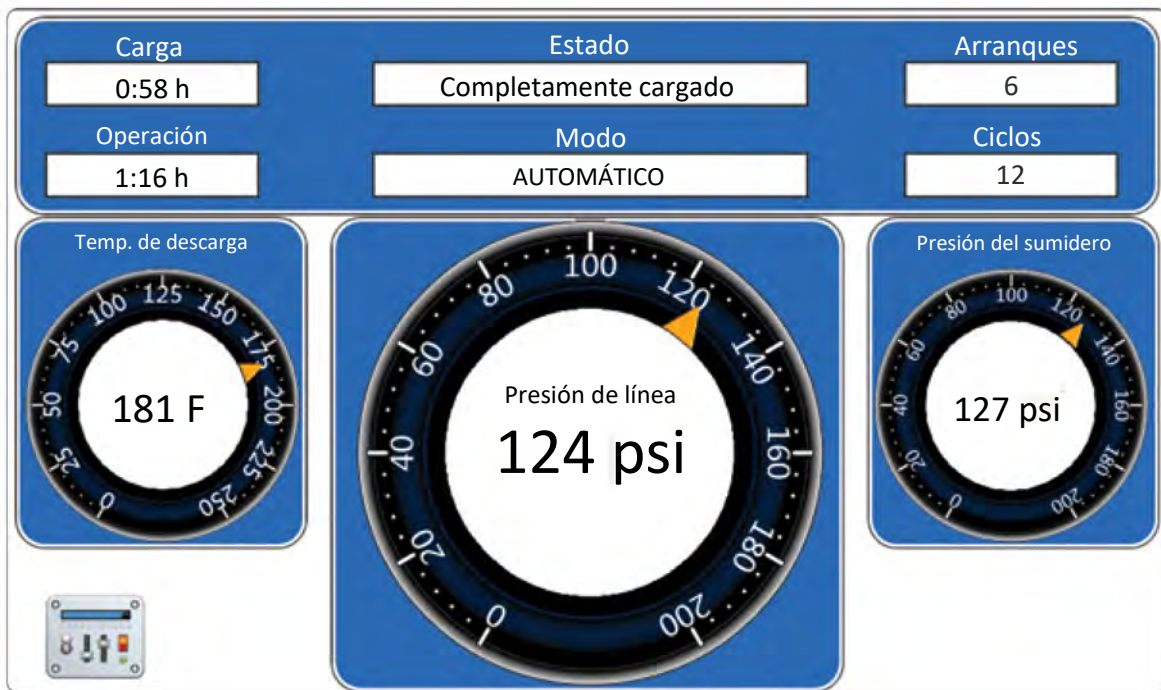 Carga
Estado
Arranques
0:58 h
Completamente cargado
6
Operación
Modo
Ciclos
1:16 h
AUTOMÁTICO
12
Temp. de descarga
0
25
50
75
100
125
150
175
200
225
250
181 F
0
20
40
60
80
100
120
140
160
180
200
Presión de línea
124 psi
Presión del sumidero
0
20
40
60
80
100
120
140
160
180
200
127 psi